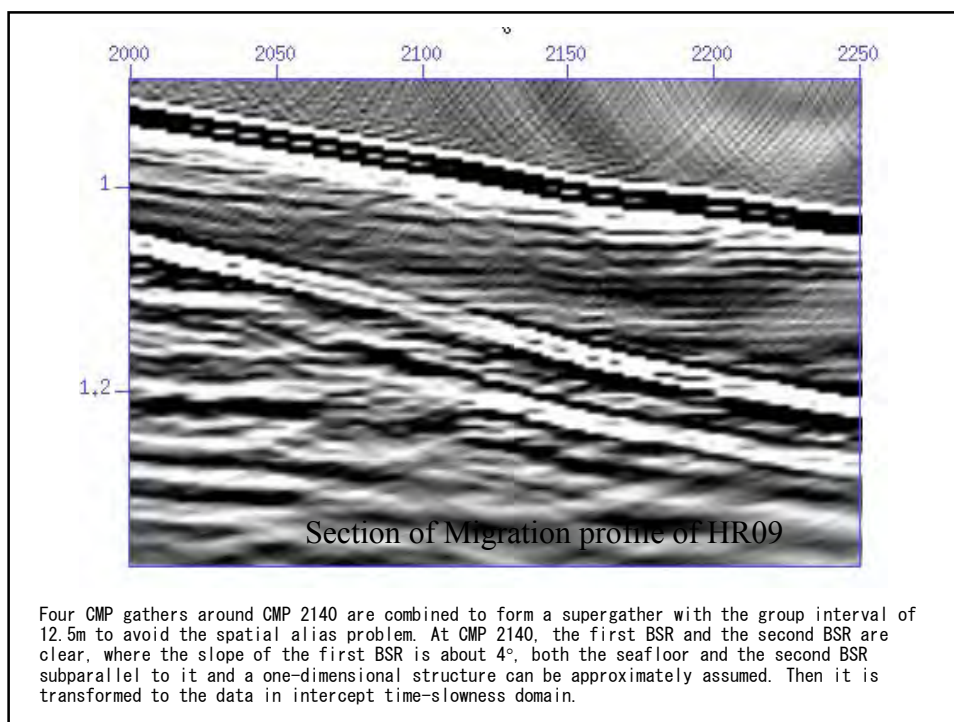 2000 2050 2100 2150 2200 2250
1
1.2
Section of Migration profile of HR09
Four CMP gathers around CMP 2140 are combined to form a supergather with the group interval of
12.5m to avoid the spatial alias problem. At CMP 2140, the first BSR and the second BSR are
clear, where the slope of the first BSR is about 4°, both the seafloor and the second BSR
subparallel to it and a one-dimensional structure can be approximately assumed. Then it is
transformed to the data in intercept time-slowness domain.